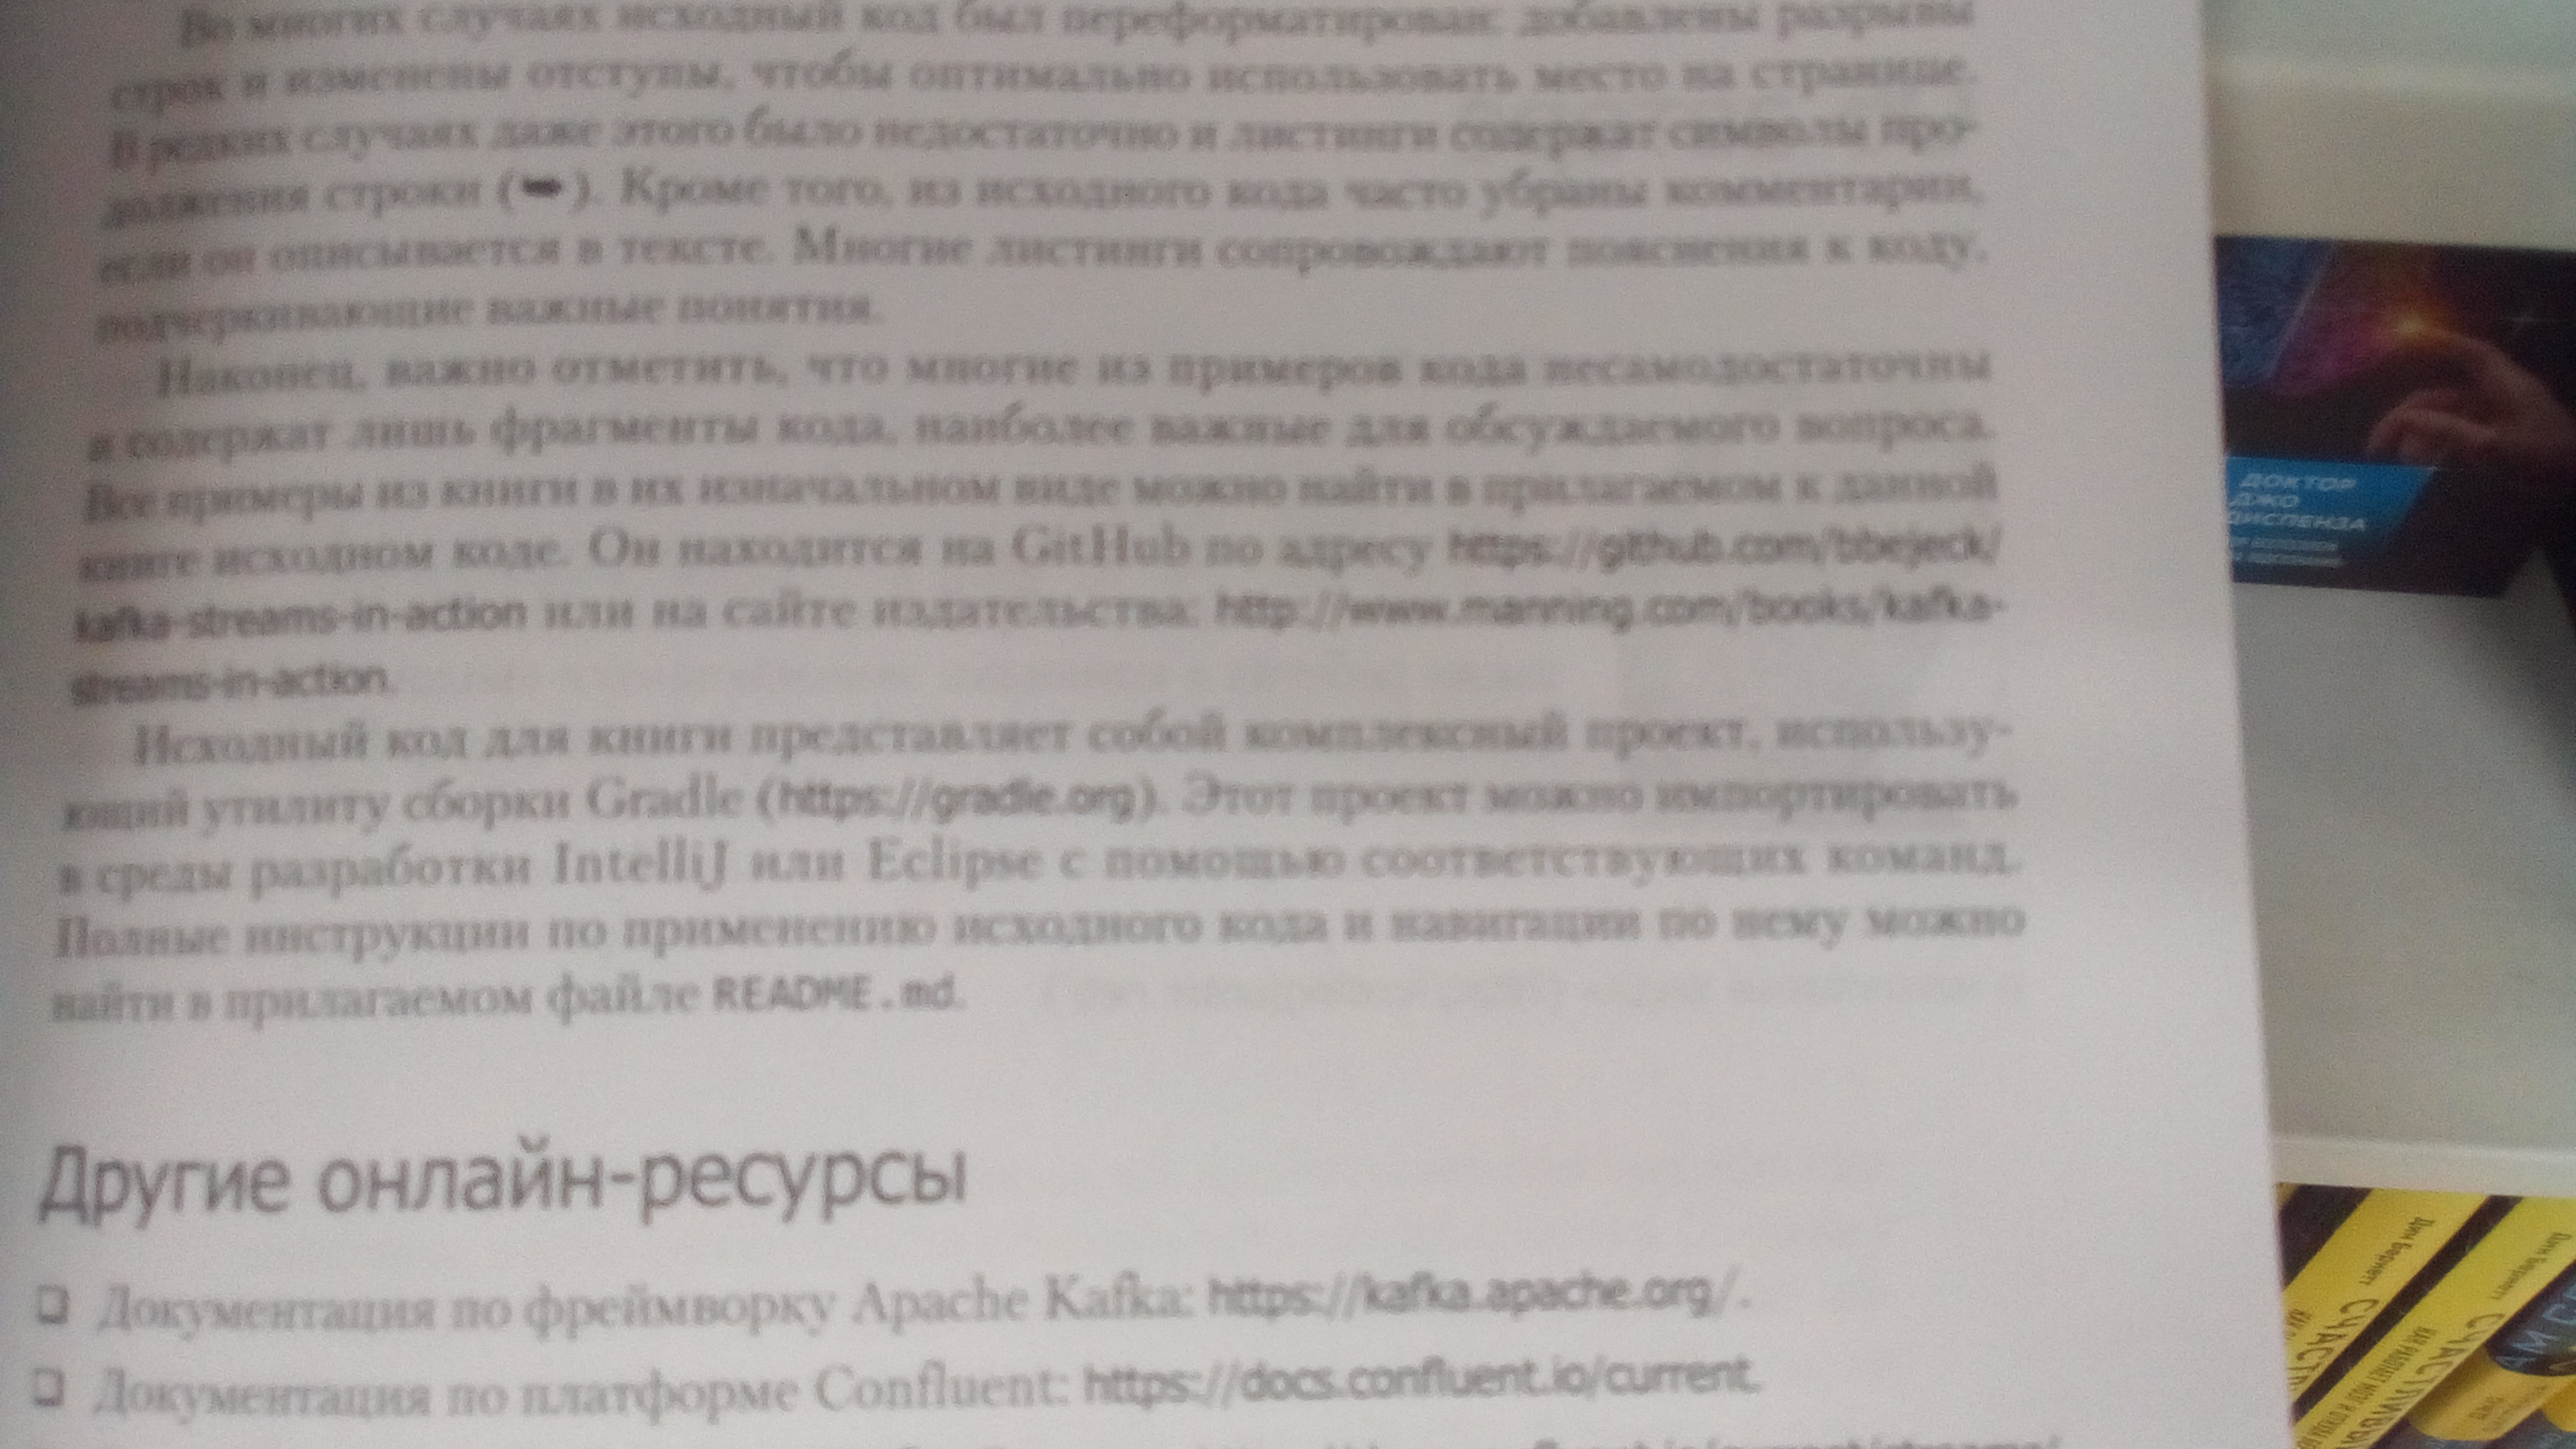 Во многих случаях исходный код был переформатирован: добавлены разрывы
строк и изменены отступы, чтобы оптимально использовать место на странице.
В редких случаях даже этого было недостаточно и листинги содержат символы про-
должения строки (➥). Кроме того, из исходного кода часто убраны комментарии,
если он описывается в тексте. Многие листинги сопровождают пояснения к коду,
подчеркивающие важные понятия.
Наконец, важно отметить, что многие из примеров кода несамодостаточны
и содержат лишь фрагменты кода, наиболее важные для обсуждаемого вопроса.
Все примеры из книги в их изначальном виде можно найти в прилагаемом к данной
книге исходном коде. Он находится на GitHub по адресу https://github.com/bbejeck/
kafka-streams-in-action или на сайте издательства: http://www.manning.com/books/kafka-
streams-in-action.
Исходный код для книги представляет собой комплексный проект, использу-
ющий утилиту сборки Gradle (https://gradle.org). Этот проект можно импортировать
в среды разработки IntelliJ или Eclipse с помощью соответствующих команд.
Полные инструкции по применению исходного кода и навигации по нему можно
найти в прилагаемом файле README.md.
Другие онлайн-ресурсы
❏ Документация по фреймворку Apache Kafka: https://kafka.apache.org/.
❏ Документация по платформе Confluent: https://docs.confluent.io/current.
ДОКТОР
ДЖО
ДИСПЕНЗА